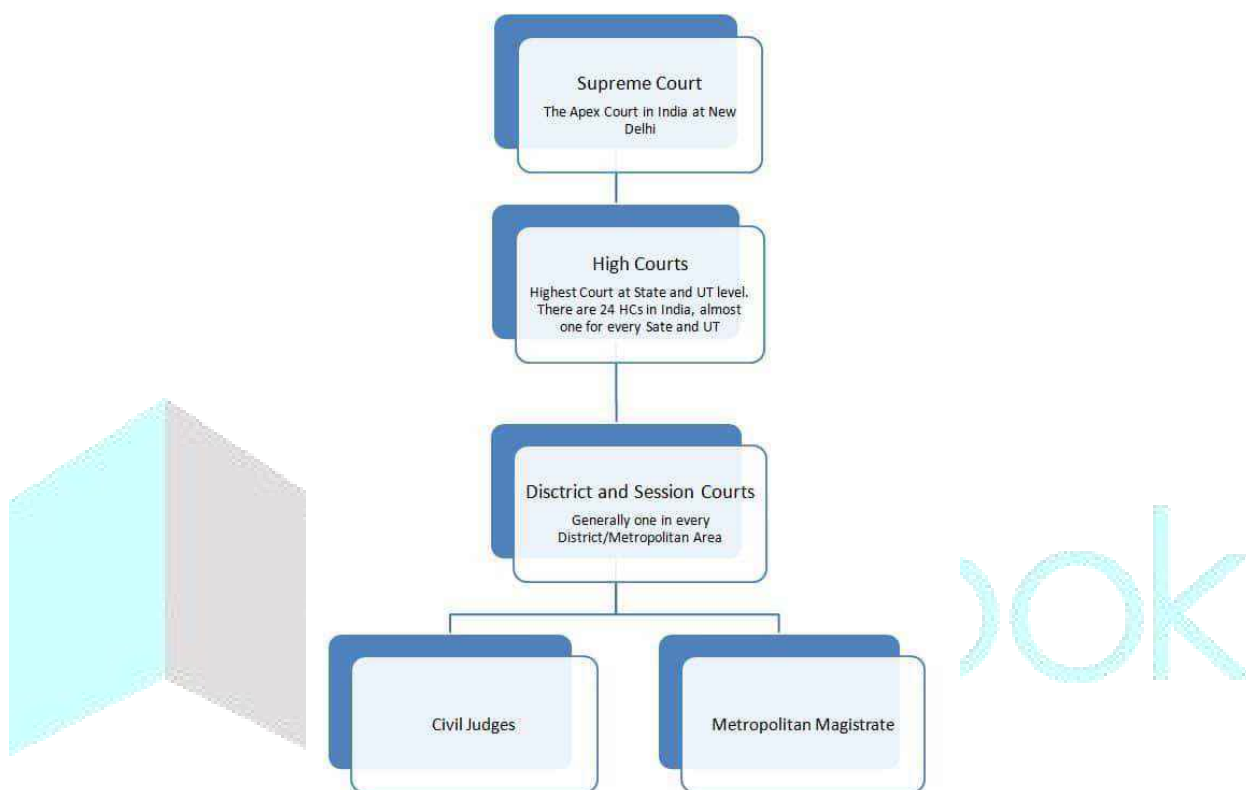 Supreme Court
The Apex Court in India at New
Delhi
High Courts
Highest Court at State and UT level.
There are 24 HCs in India, almost
one for every Sate and UT
Disctrict and Session Courts
Generally one in every
District/Metropolitan Area
Civil Judges
Metropolitan Magistrate
ook